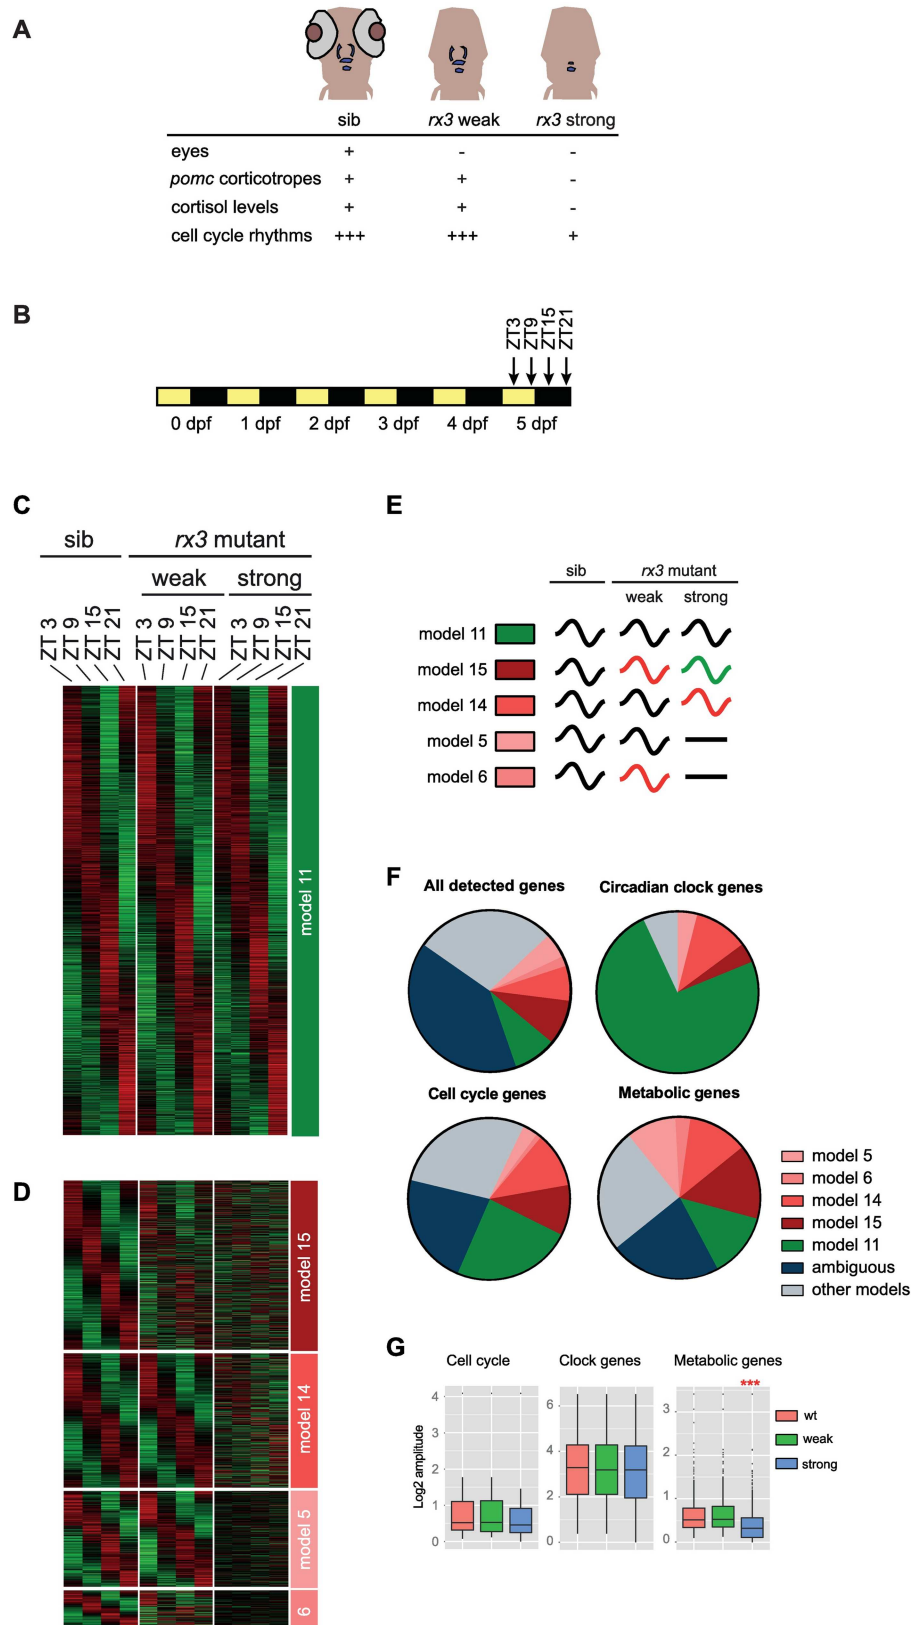 A
sib rx3 weak rx3 strong
eyes + - -
pomc corticotropes + + -
cortisol levels + + -
cell cycle rhythms +++ +++ +
B
ZT3 ZT9 ZT15 ZT21
0 dpf 1 dpf 2 dpf 3 dpf 4 dpf 5 dpf
C
sib rx3 mutant
weak strong
ZT 3 ZT 9 ZT 15 ZT 21 ZT 3 ZT 9 ZT 15 ZT 21 ZT 3 ZT 9 ZT 15 ZT 21
model 11
D
model 15
model 14
model 5
6
E
sib rx3 mutant
weak strong
model 11
model 15
model 14
model 5
model 6
F
All detected genes Circadian clock genes
Cell cycle genes Metabolic genes
model 5
model 6
model 14
model 15
model 11
ambiguous
other models
G
Cell cycle Clock genes Metabolic genes
***
Log2 amplitude
4
3
2
1
0
6
4
2
0
3
2
1
0
wt
weak
strong